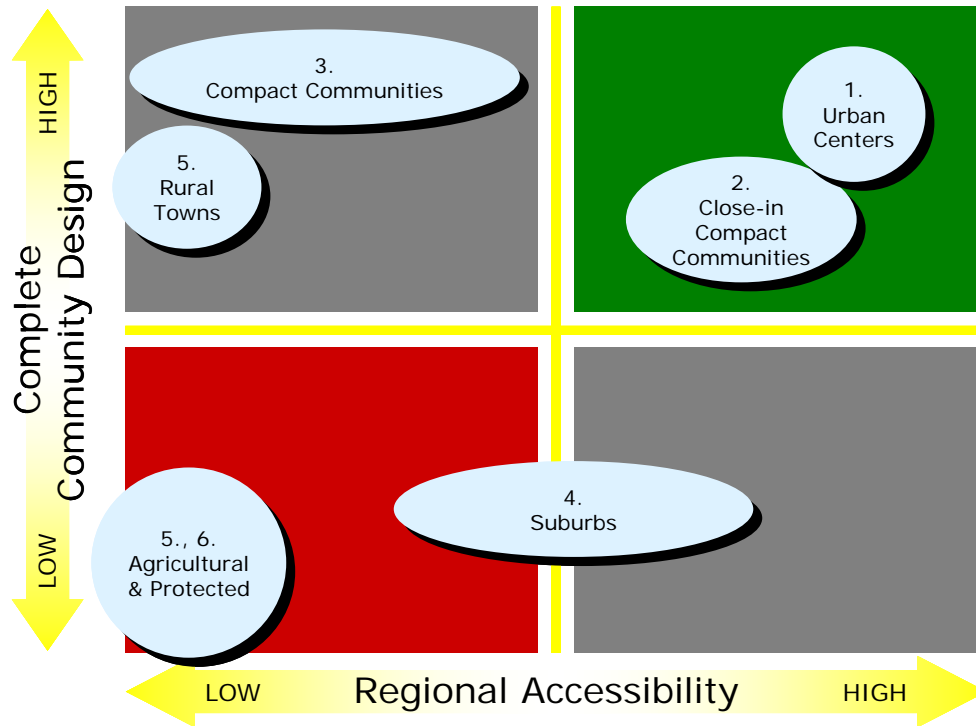 HIGH
Complete
Community Design
LOW
3.
Compact Communities
5.
Rural
Towns
1.
Urban
Centers
2.
Close-in
Compact
Communities
5., 6.
Agricultural
& Protected
4.
Suburbs
LOW
Regional Accessibility
HIGH